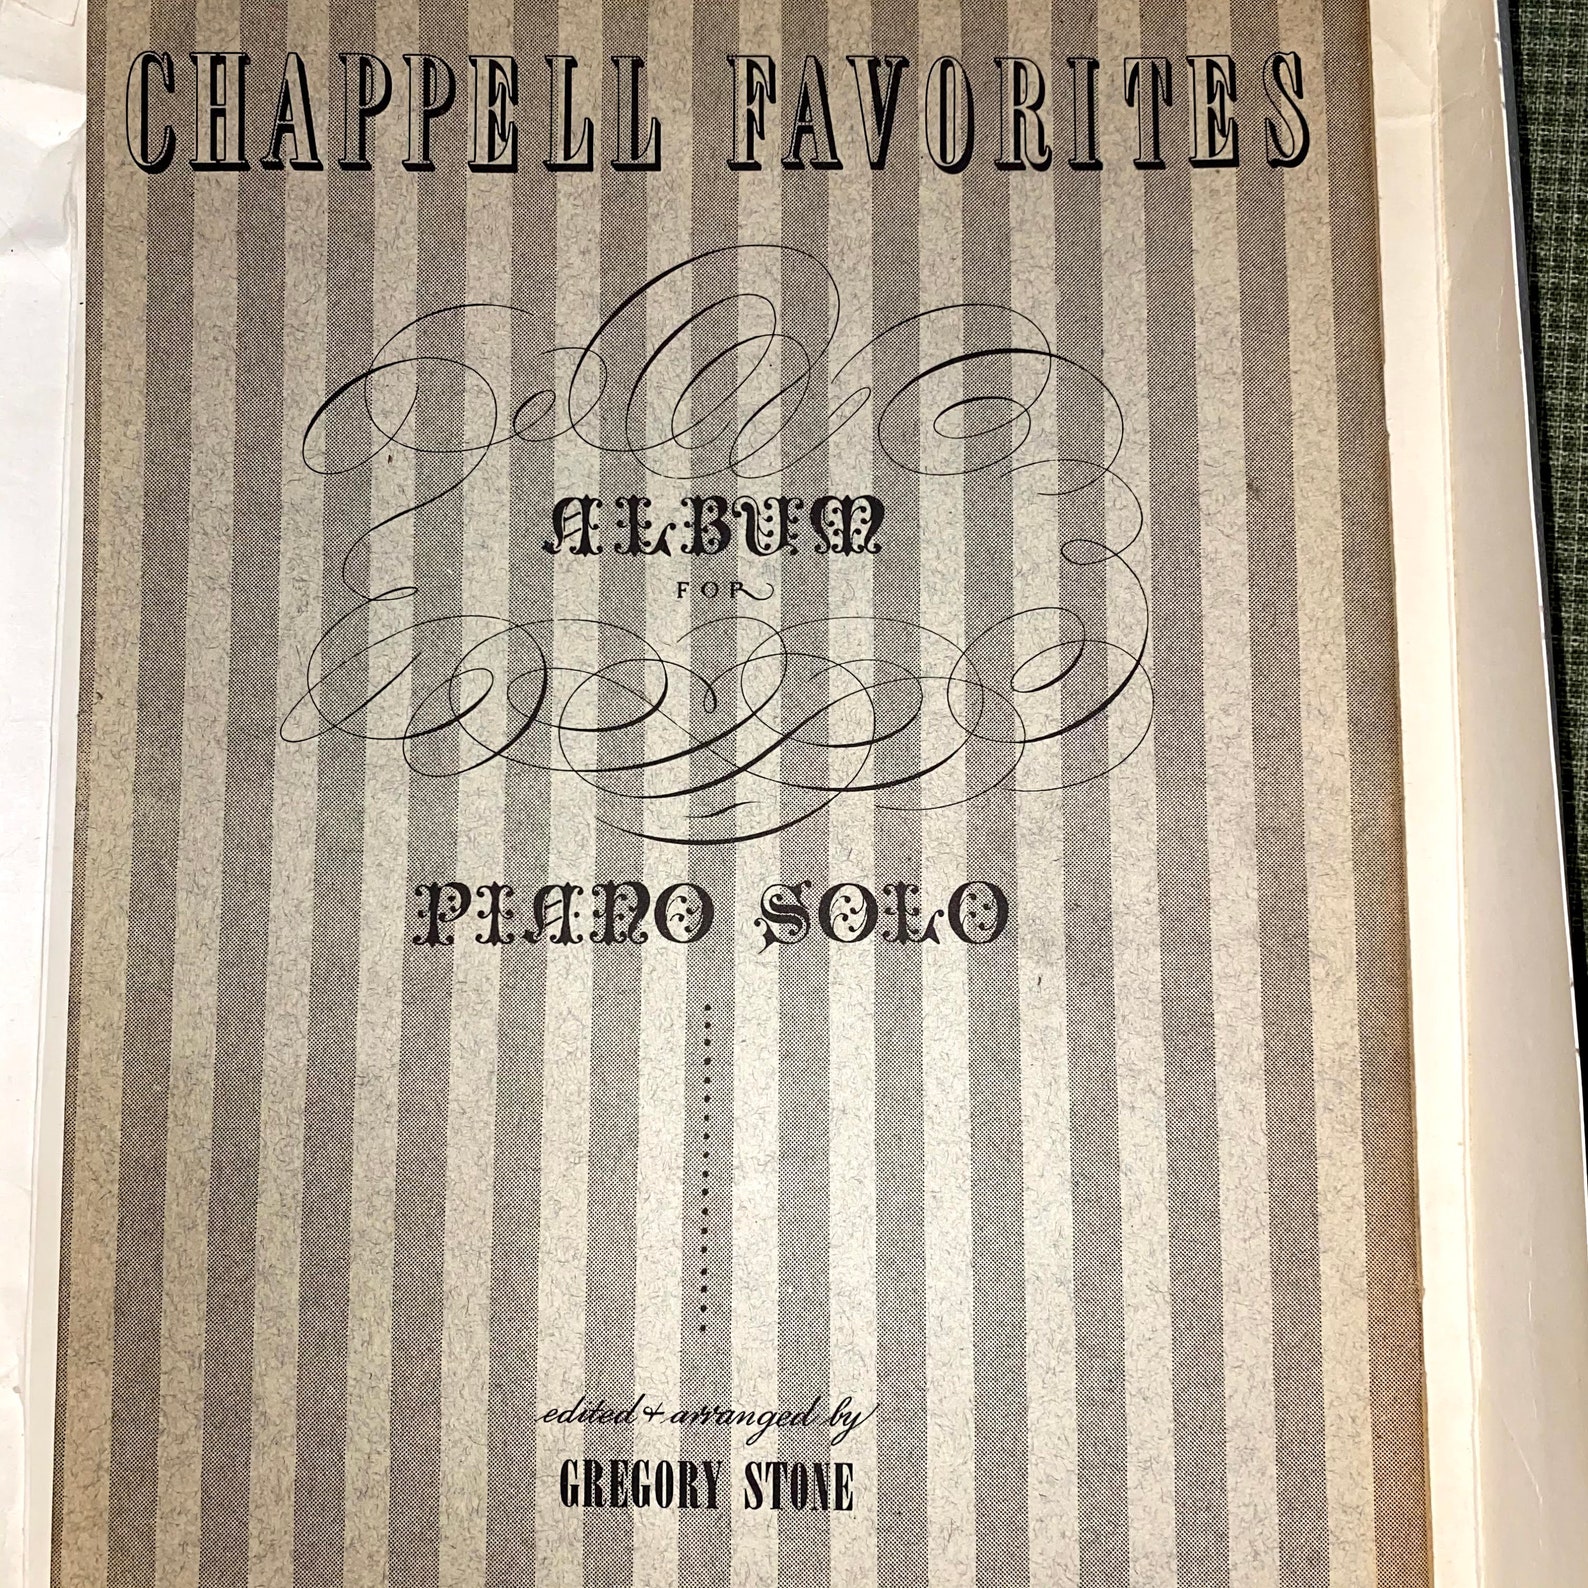 CHAPPELL FAVORITES
ALBUM
FOR
PIANO SOLO
edited + arranged by
GREGORY STONE